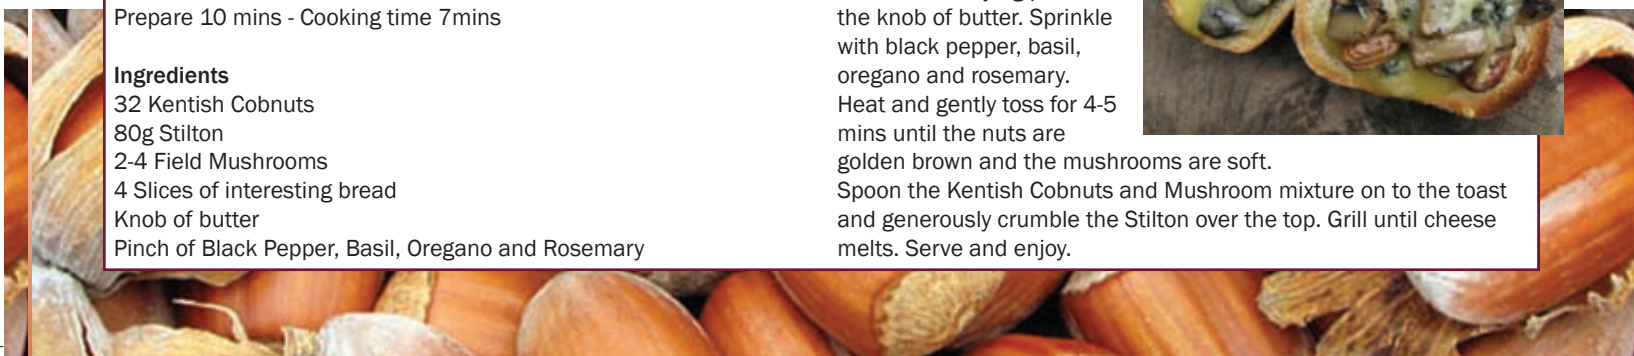 Prepare 10 mins - Cooking time 7mins
Ingredients
32 Kentish Cobnuts
80g Stilton
2-4 Field Mushrooms
4 Slices of interesting bread
Knob of butter
Pinch of Black Pepper, Basil, Oregano and Rosemary
the knob of butter. Sprinkle
with black pepper, basil,
oregano and rosemary.
Heat and gently toss for 4-5
mins until the nuts are
golden brown and the mushrooms are soft.
Spoon the Kentish Cobnuts and Mushroom mixture on to the toast
and generously crumble the Stilton over the top. Grill until cheese
melts. Serve and enjoy.